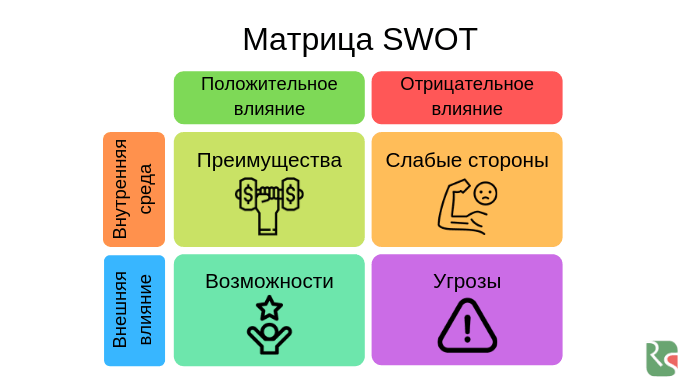 Матрица SWOT
Положительное
влияние
Отрицательное
влияние
Внутренняя
среда
Преимущества
Слабые стороны
Внешняя
влияние
Возможности
Угрозы